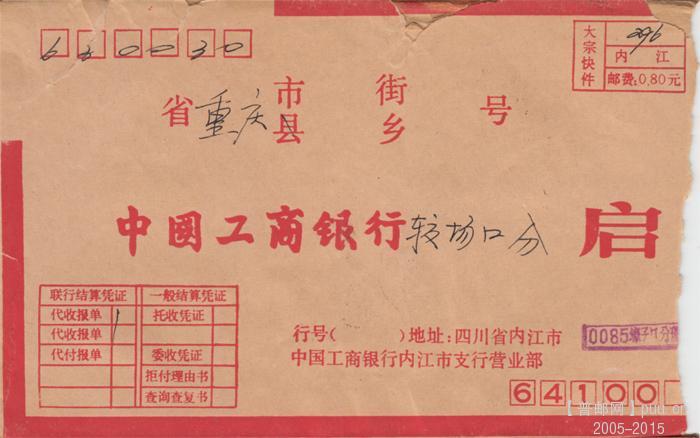 630030
大宗快件
296
内江
邮费:0.80元
省 重庆 市 街 号
县 乡
中國工商银行 较场口分 启
联行结算凭证 一般结算凭证
代收报单 1 托收凭证
代收报单
代付报单 委收凭证
拒付理由书
查询查复书
行号( )地址:四川省内江市
中国工商银行内江市支行营业部
0085
64100
【普邮网】puu.cn
2005-2015